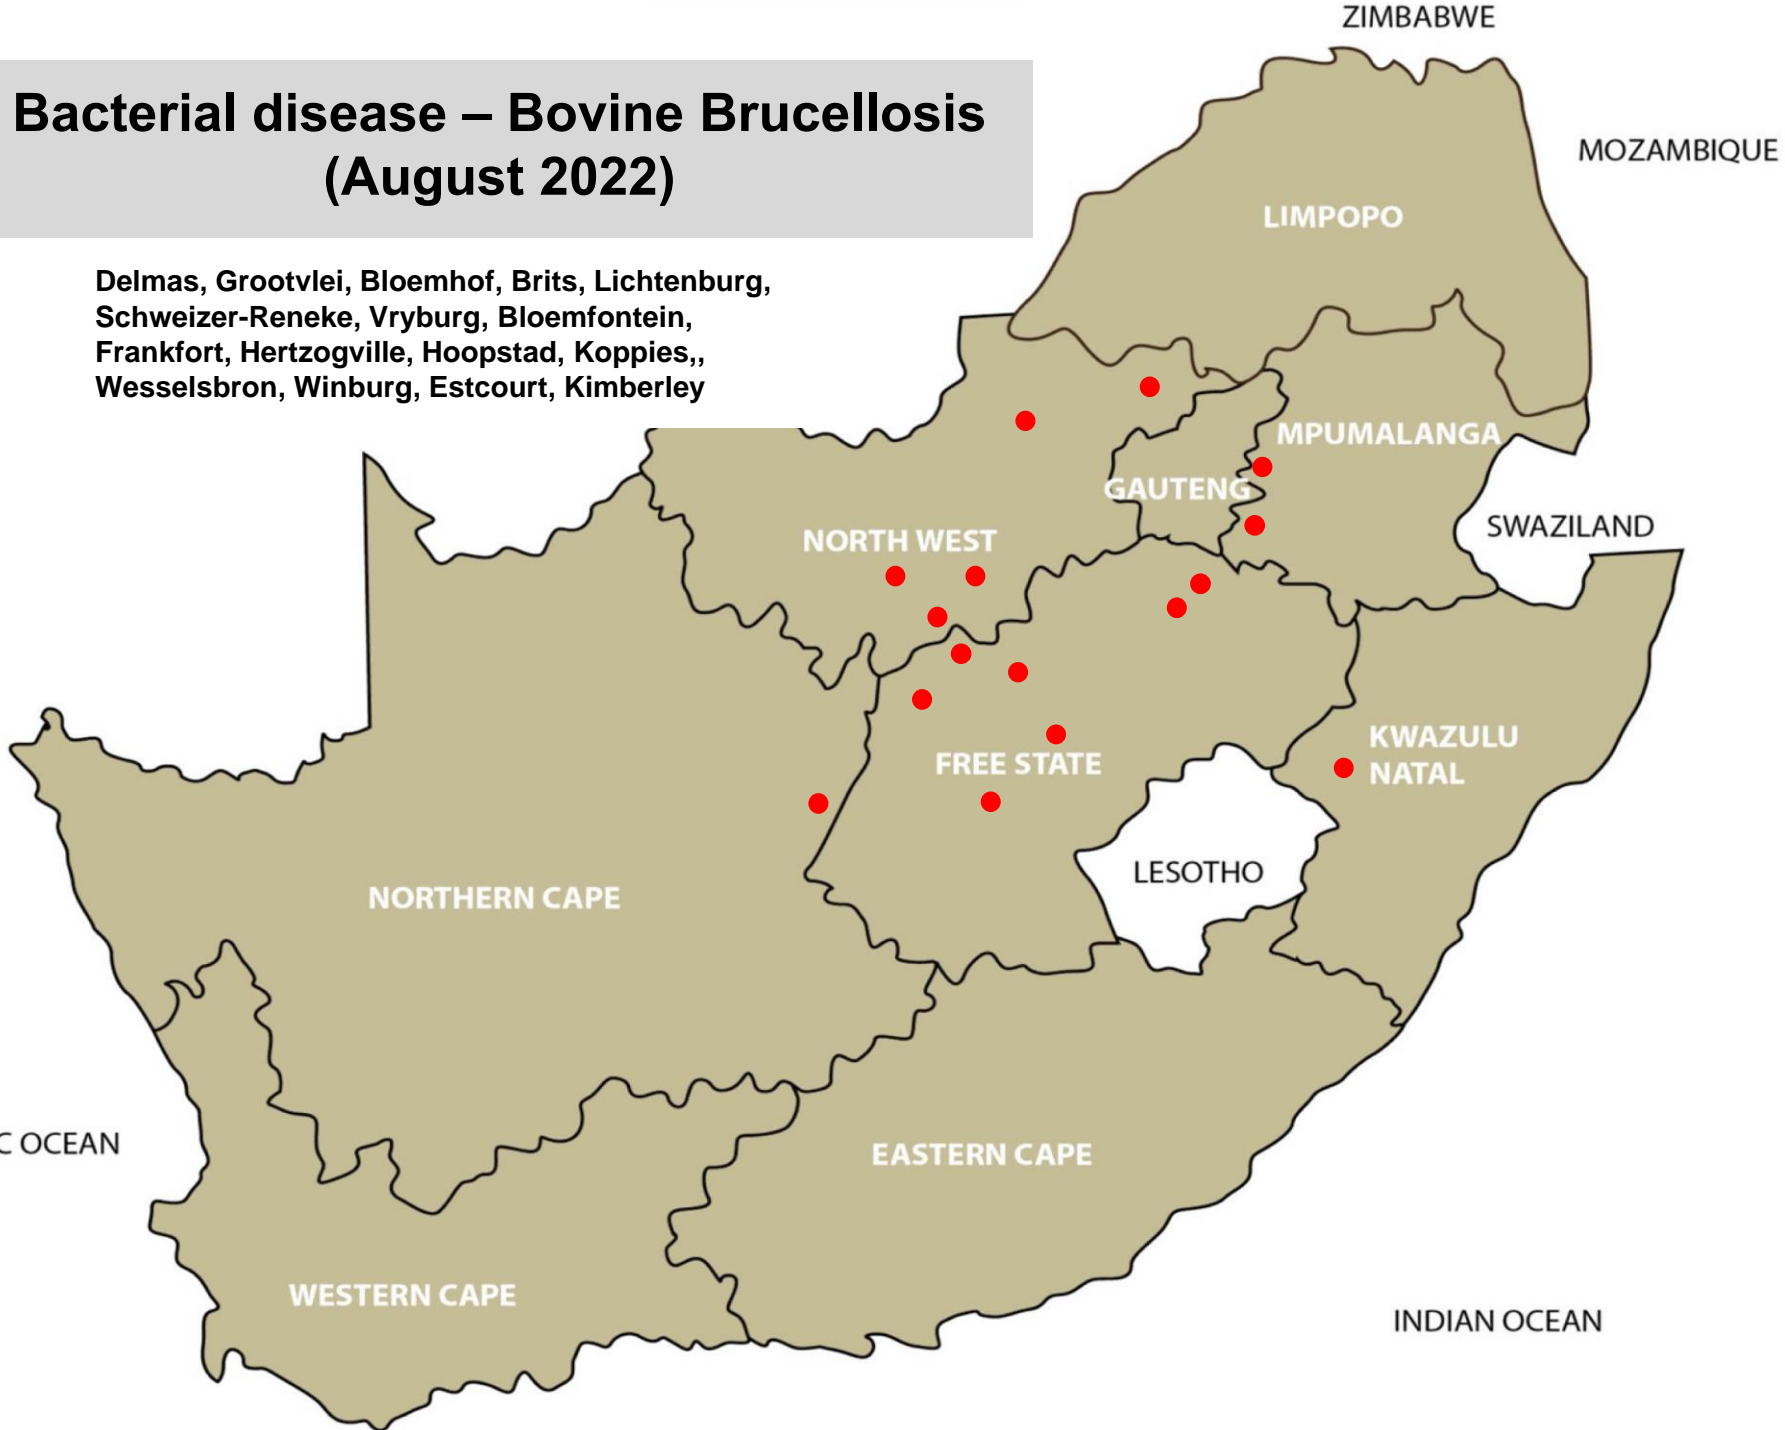 ZIMBABWE
Bacterial disease – Bovine Brucellosis
(August 2022)
MOZAMBIQUE
LIMPOPO
Delmas, Grootvlei, Bloemhof, Brits, Lichtenburg,
Schweizer-Reneke, Vryburg, Bloemfontein,
Frankfort, Hertzogville, Hoopstad, Koppies,,
Wesselsbron, Winburg, Estcourt, Kimberley
MPUMALANGA
GAUTENG
SWAZILAND
NORTH WEST
KWAZULU
NATAL
FREE STATE
LESOTHO
NORTHERN CAPE
C OCEAN
EASTERN CAPE
WESTERN CAPE
INDIAN OCEAN